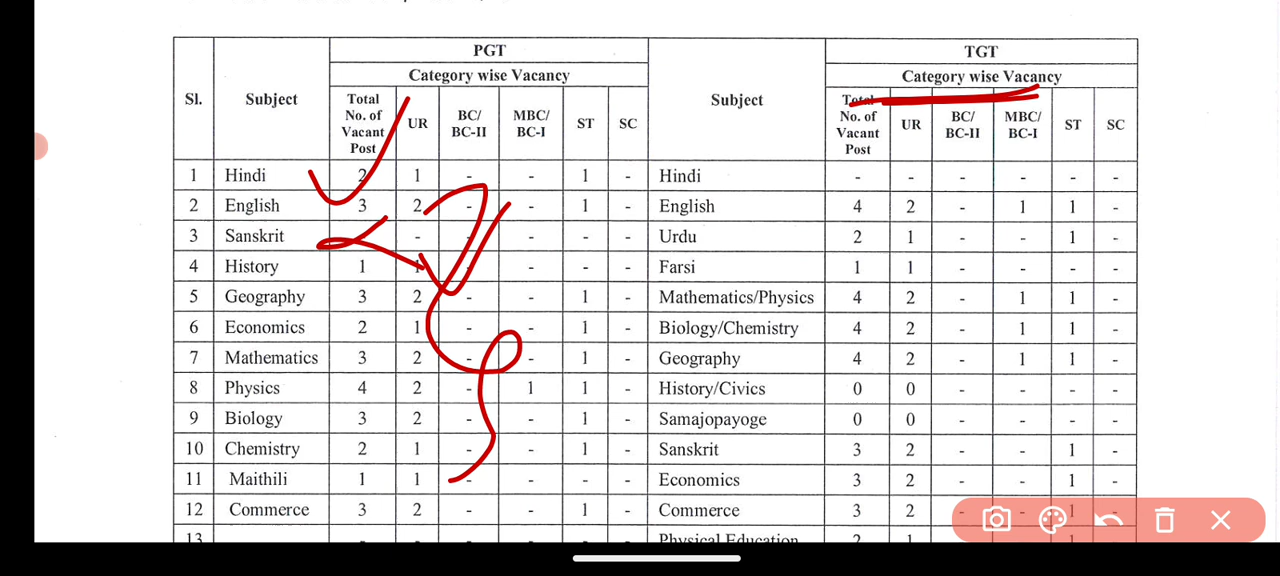 PGT TGT
Category wise Vacancy Category wise Vacancy
Sl. Subject Total No. of Vacant Post UR BC/ BC-II MBC/ BC-I ST SC Subject Total No. of Vacant Post UR BC/ BC-II MBC/ BC-I ST SC
1 Hindi 2 1 - - 1 - Hindi - - - - - -
2 English 3 2 - - 1 - English 4 2 - 1 1 -
3 Sanskrit - - - - - Urdu 2 1 - - 1 -
4 History 1 1 - - - - Farsi 1 1 - - - -
5 Geography 3 2 - - 1 - Mathematics/Physics 4 2 - 1 1 -
6 Economics 2 1 - - 1 - Biology/Chemistry 4 2 - 1 1 -
7 Mathematics 3 2 - - 1 - Geography 4 2 - 1 1 -
8 Physics 4 2 - 1 1 - History/Civics 0 0 - - - -
9 Biology 3 2 - - 1 - Samajopayoge 0 0 - - - -
10 Chemistry 2 1 - - 1 - Sanskrit 3 2 - - 1 -
11 Maithili 1 1 - - - - Economics 3 2 - - 1 -
12 Commerce 3 2 - - 1 - Commerce 3 2 - - 1 -
13 - - - - - Physical Education 2 1 - - 1 -